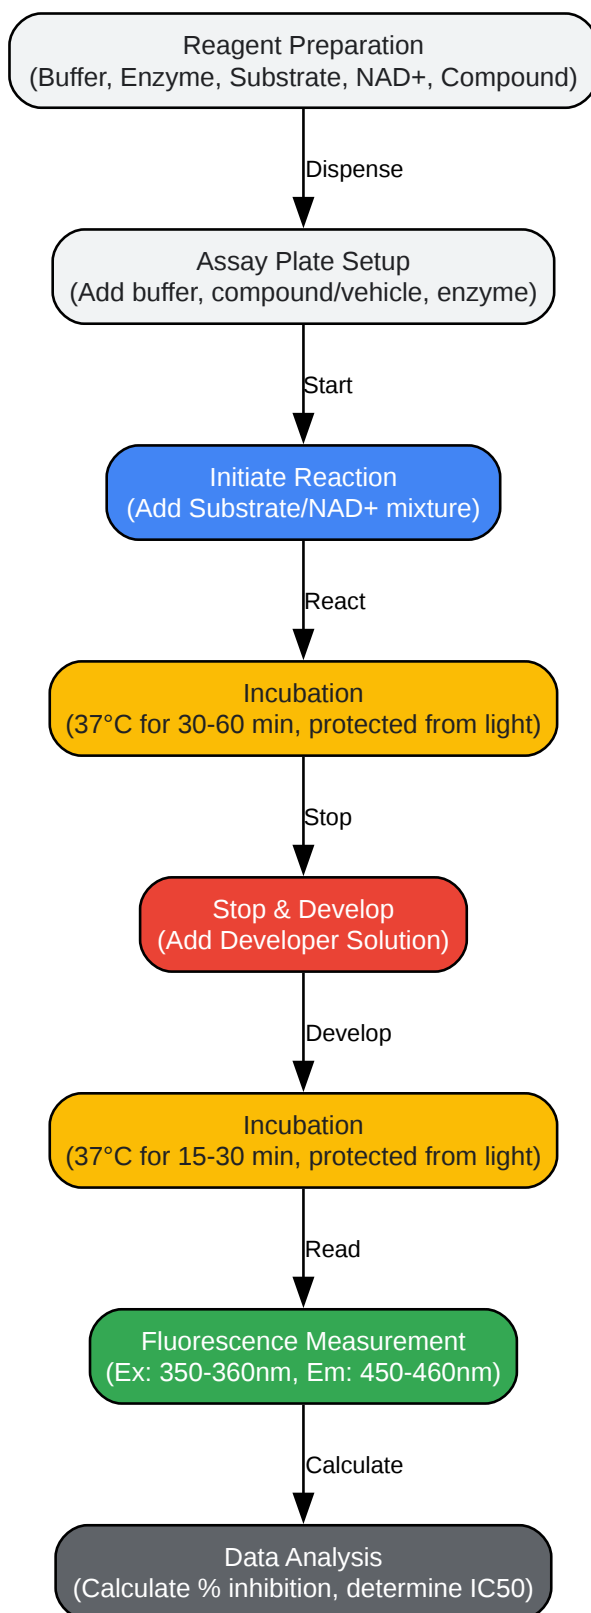 Reagent Preparation
(Buffer, Enzyme, Substrate, NAD+, Compound)
Dispense
Assay Plate Setup
(Add buffer, compound/vehicle, enzyme)
Start
Initiate Reaction
(Add Substrate/NAD+ mixture)
React
Incubation
(37°C for 30-60 min, protected from light)
Stop
Stop & Develop
(Add Developer Solution)
Develop
Incubation
(37°C for 15-30 min, protected from light)
Read
Fluorescence Measurement
(Ex: 350-360nm, Em: 450-460nm)
Calculate
Data Analysis
(Calculate % inhibition, determine IC50)